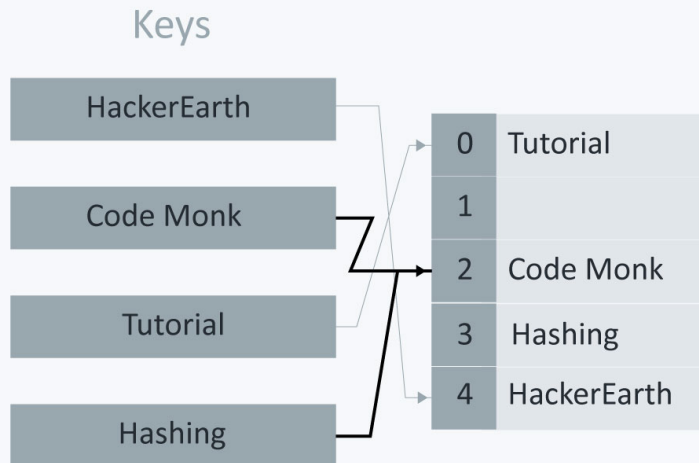 Keys
HackerEarth
Code Monk
Tutorial
Hashing
0 Tutorial
1
2 Code Monk
3 Hashing
4 HackerEarth